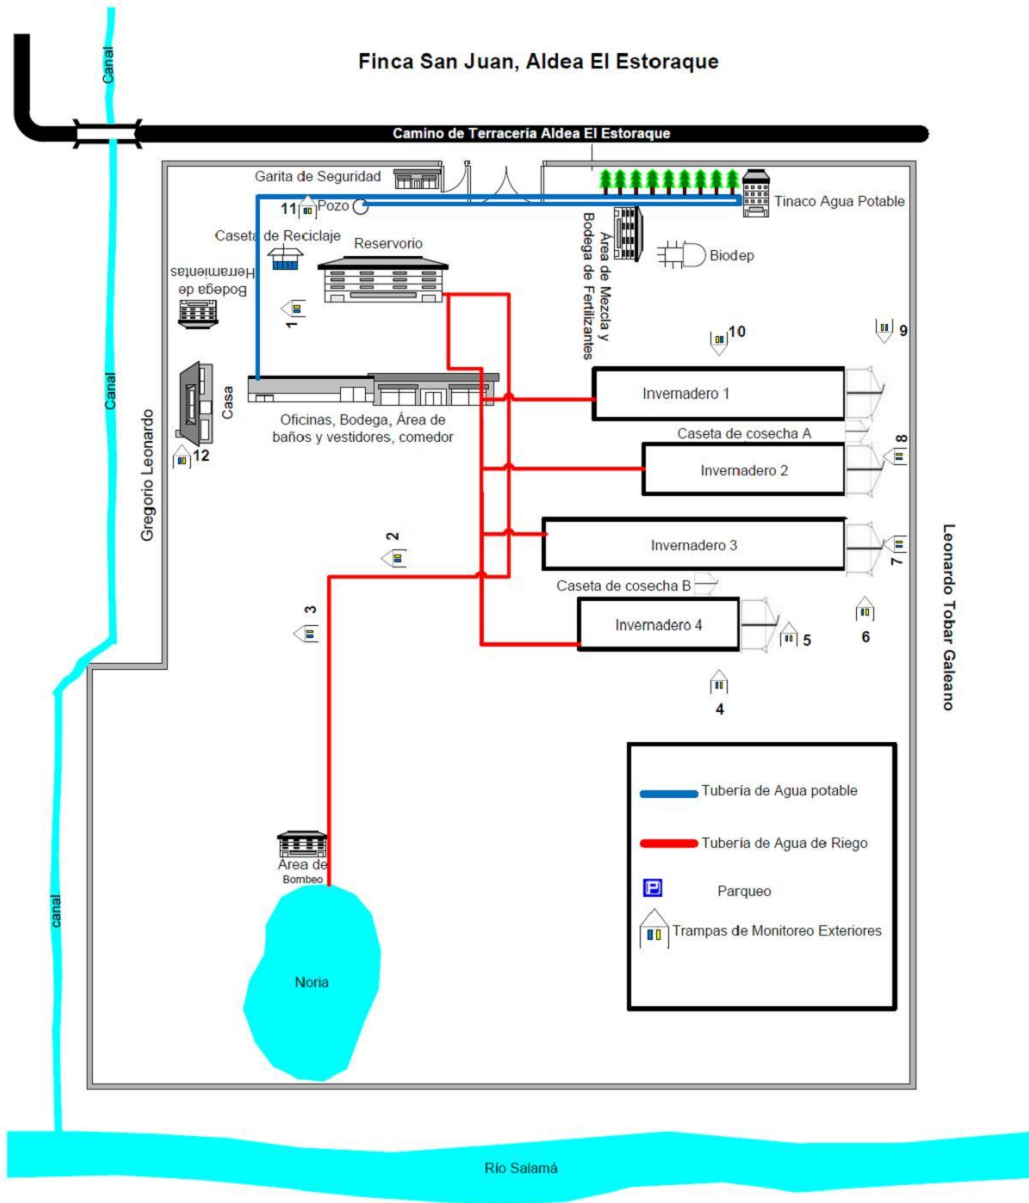 Canal
Finca San Juan, Aldea El Estoraque
Camino de Terracería Aldea El Estoraque
Garita de Seguridad
11
Pozo
Tinaco Agua Potable
Caseta de Reciclaje
Reservorio
Área de Mezcla y
Bodega de Fertilizantes
Biodep
Bodega de
Herramientas
1
10
9
Canal
Casa
Invernadero 1
Oficinas, Bodega, Área de
baños y vestidores, comedor
Caseta de cosecha A
8
12
Invernadero 2
Gregorio Leonardo
2
Invernadero 3
7
Leonardo Tobar Galeano
Caseta de cosecha B
3
Invernadero 4
5
6
4
Tubería de Agua potable
Tubería de Agua de Riego
P
Parqueo
Trampas de Monitoreo Exteriores
Área de
Bombeo
canal
Noria
Río Salamá